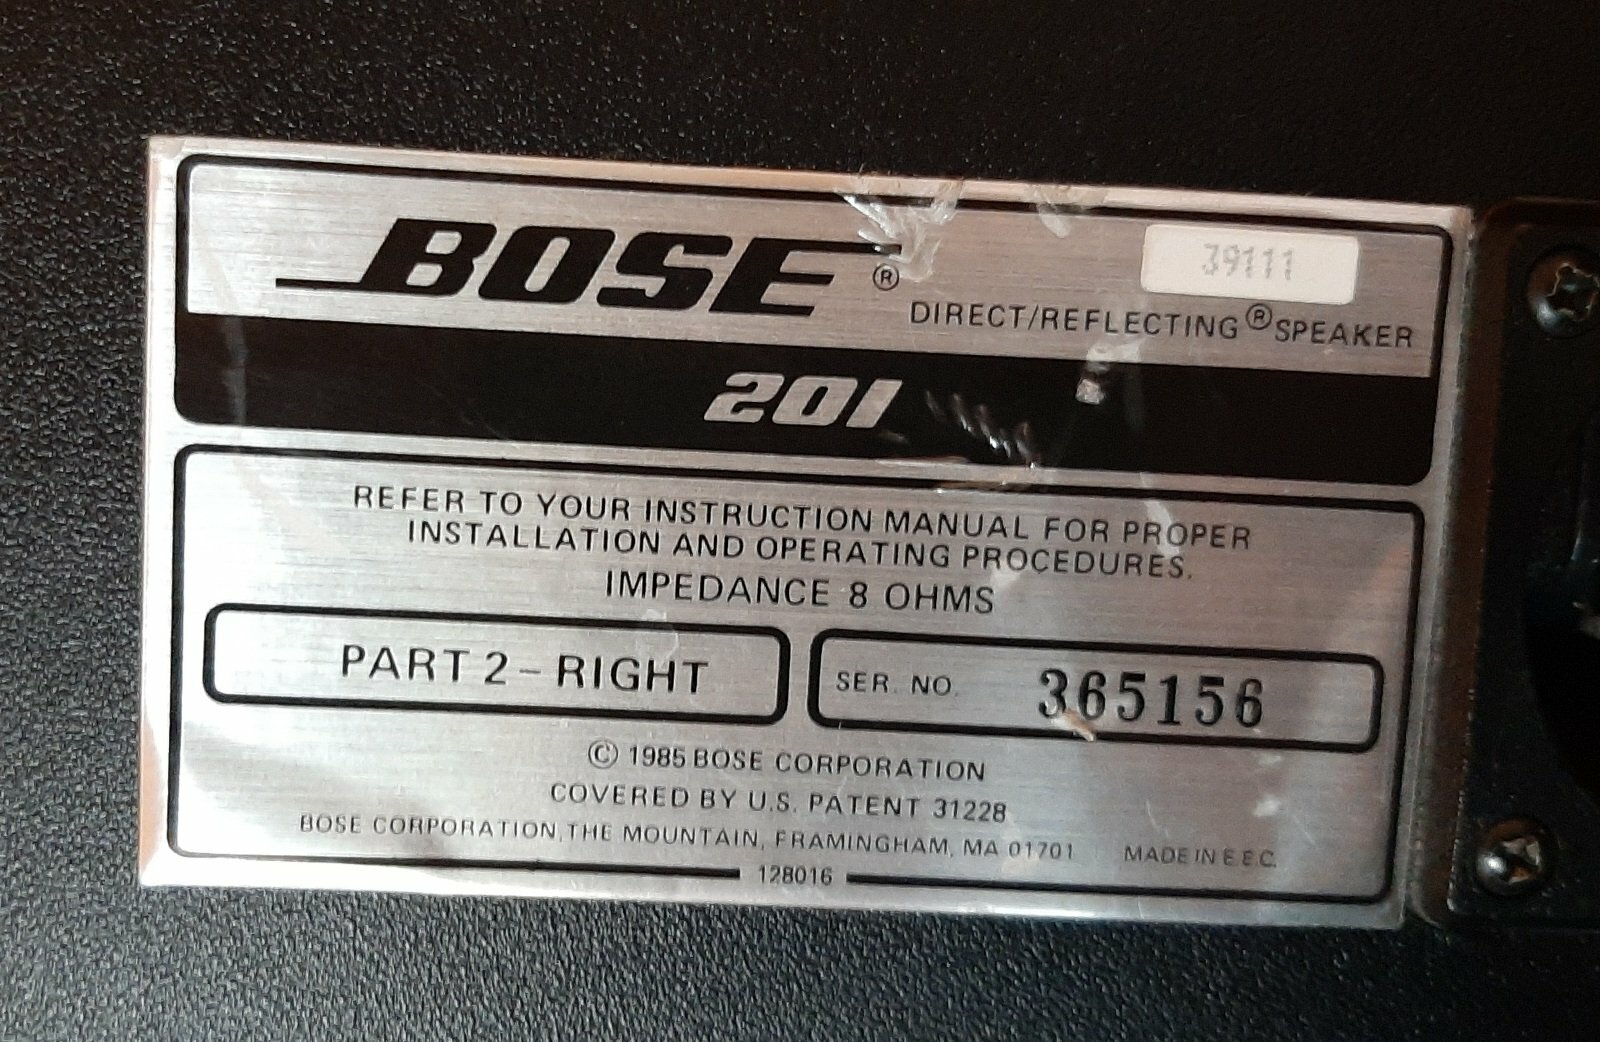 BOSE®
39111
DIRECT/REFLECTING® SPEAKER
201
REFER TO YOUR INSTRUCTION MANUAL FOR PROPER
INSTALLATION AND OPERATING PROCEDURES.
IMPEDANCE 8 OHMS
PART 2 – RIGHT
SER. NO. 365156
© 1985 BOSE CORPORATION
COVERED BY U.S. PATENT 31228
BOSE CORPORATION, THE MOUNTAIN, FRAMINGHAM, MA 01701 MADE IN E.E.C.
128016